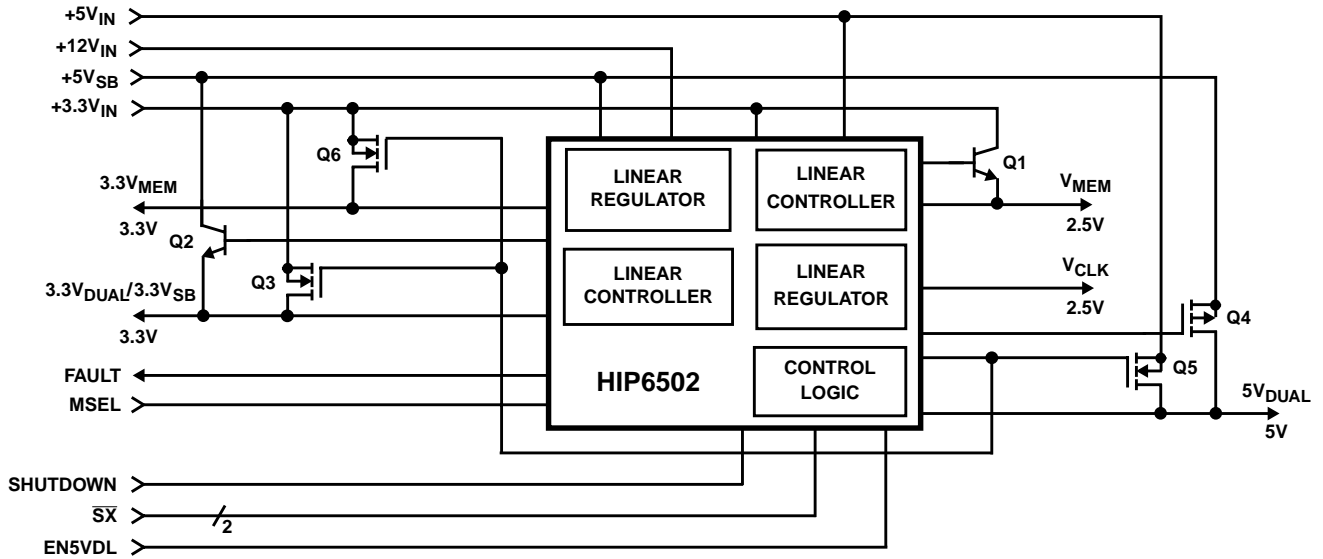 +5VIN
+12VIN
+5VSB
+3.3VIN
Q6
3.3VMEM
3.3V
Q2
Q3
3.3VDUAL/3.3VSB
3.3V
FAULT
MSEL
SHUTDOWN
SX
2
EN5VDL
LINEAR
REGULATOR
LINEAR
CONTROLLER
LINEAR
CONTROLLER
LINEAR
REGULATOR
HIP6502
CONTROL
LOGIC
Q1
VMEM
2.5V
VCLK
2.5V
Q4
Q5
5VDUAL
5V